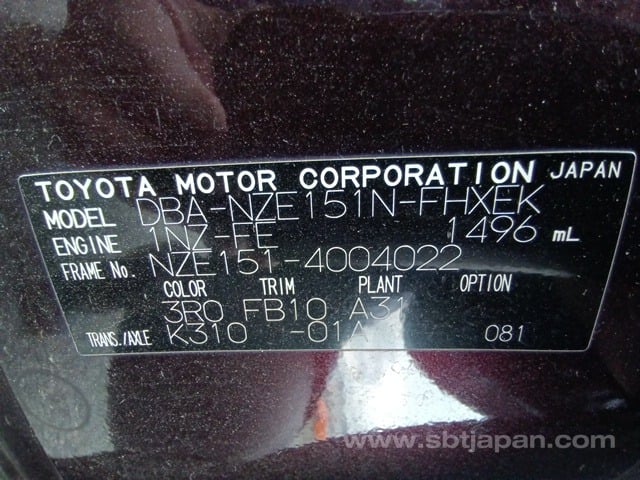 TOYOTA MOTOR CORPORATION JAPAN
MODEL DBA-NZE151N-FHXEK
ENGINE 1NZ-FE 1496 mL
FRAME No. NZE151-4004022
COLOR TRIM PLANT OPTION
3R0 FB10 A31
TRANS./AXLE K310 -01A 081
www.sbtjapan.com